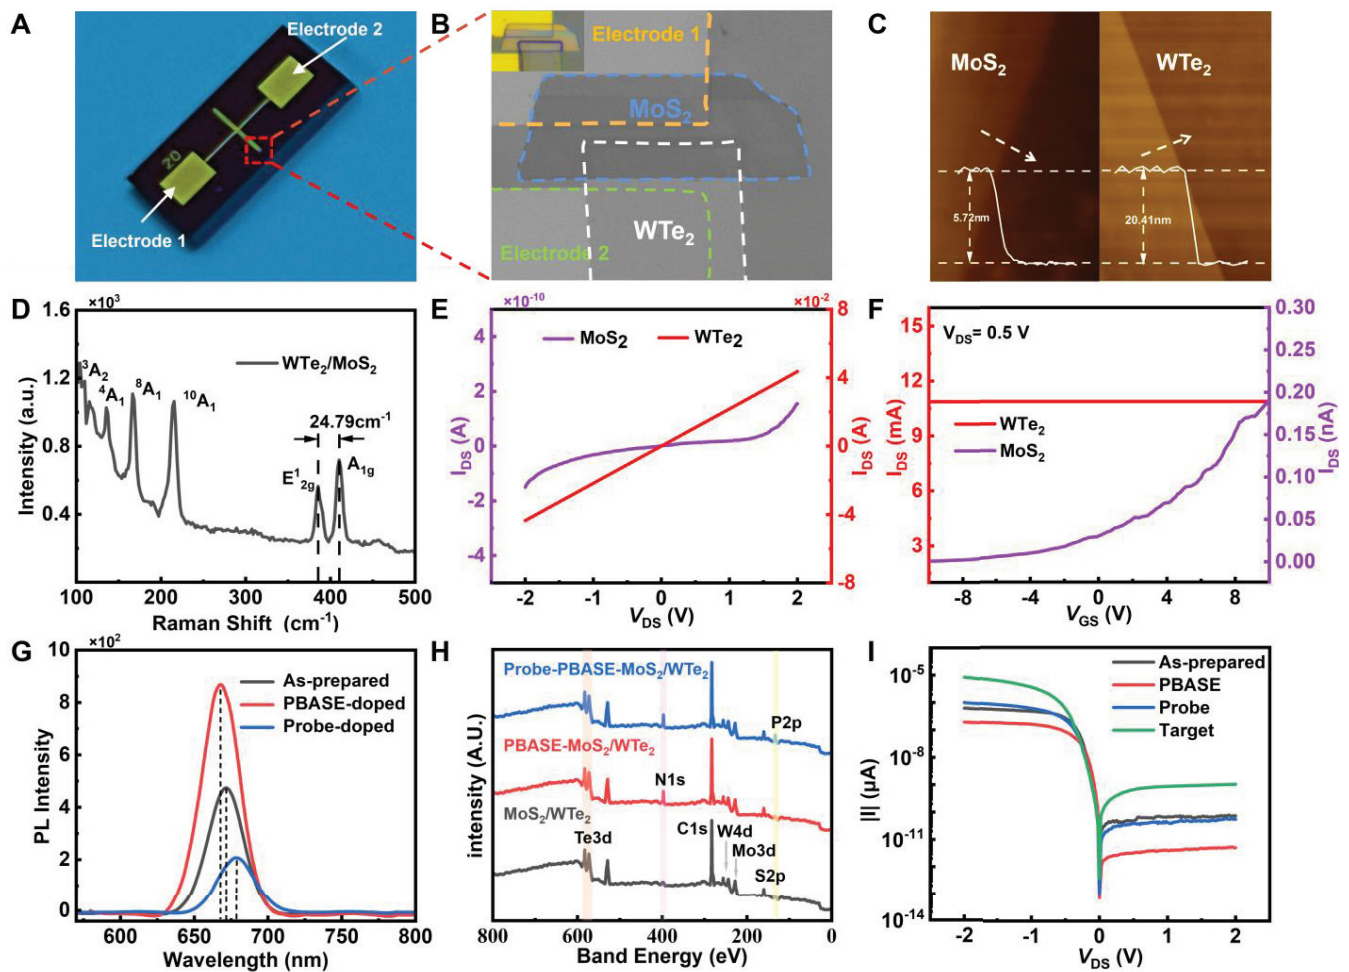 A
Electrode 2
20
Electrode 1
B
Electrode 1
MoS2
WTe2
Electrode 2
C
MoS2
WTe2
5.72nm
20.41nm
D
×10³
1.6
1.2
0.8
0.4
Intensity (a.u.)
WTe2/MoS2
³A2
⁴A1
⁸A1
¹⁰A1
24.79cm⁻¹
E¹2g
A1g
100 200 300 400 500
Raman Shift (cm⁻¹)
E
×10⁻¹⁰
×10⁻²
MoS2 WTe2
4
2
0
-2
-4
IDS (A)
8
4
0
-4
-8
IDS (A)
-2 -1 0 1 2
VDS (V)
F
VDS= 0.5 V
15
12
9
6
3
IDS (mA)
WTe2
MoS2
0.30
0.25
0.20
0.15
0.10
0.05
0.00
IDS (nA)
-8 -4 0 4 8
VGS (V)
G
×10²
10
8
6
4
2
0
PL Intensity
As-prepared
PBASE-doped
Probe-doped
600 650 700 750 800
Wavelength (nm)
H
intensity (A.U.)
Probe-PBASE-MoS2/WTe2
P2p
PBASE-MoS2/WTe2
N1s
MoS2/WTe2
Te3d
C1s
W4d
Mo3d
S2p
800 600 400 200 0
Band Energy (eV)
I
10⁻⁵
10⁻⁸
10⁻¹¹
10⁻¹⁴
|I| (μA)
As-prepared
PBASE
Probe
Target
-2 -1 0 1 2
VDS (V)